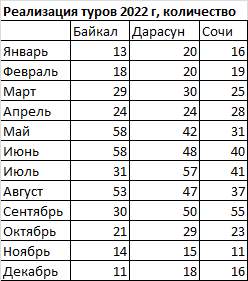 Реализация туров 2022 г, количество
Байкал Дарасун Сочи
Январь 13 20 16
Февраль 18 20 19
Март 29 30 25
Апрель 24 24 28
Май 58 42 31
Июнь 58 48 40
Июль 31 57 41
Август 53 47 37
Сентябрь 30 50 55
Октябрь 21 29 23
Ноябрь 14 15 11
Декабрь 11 18 16